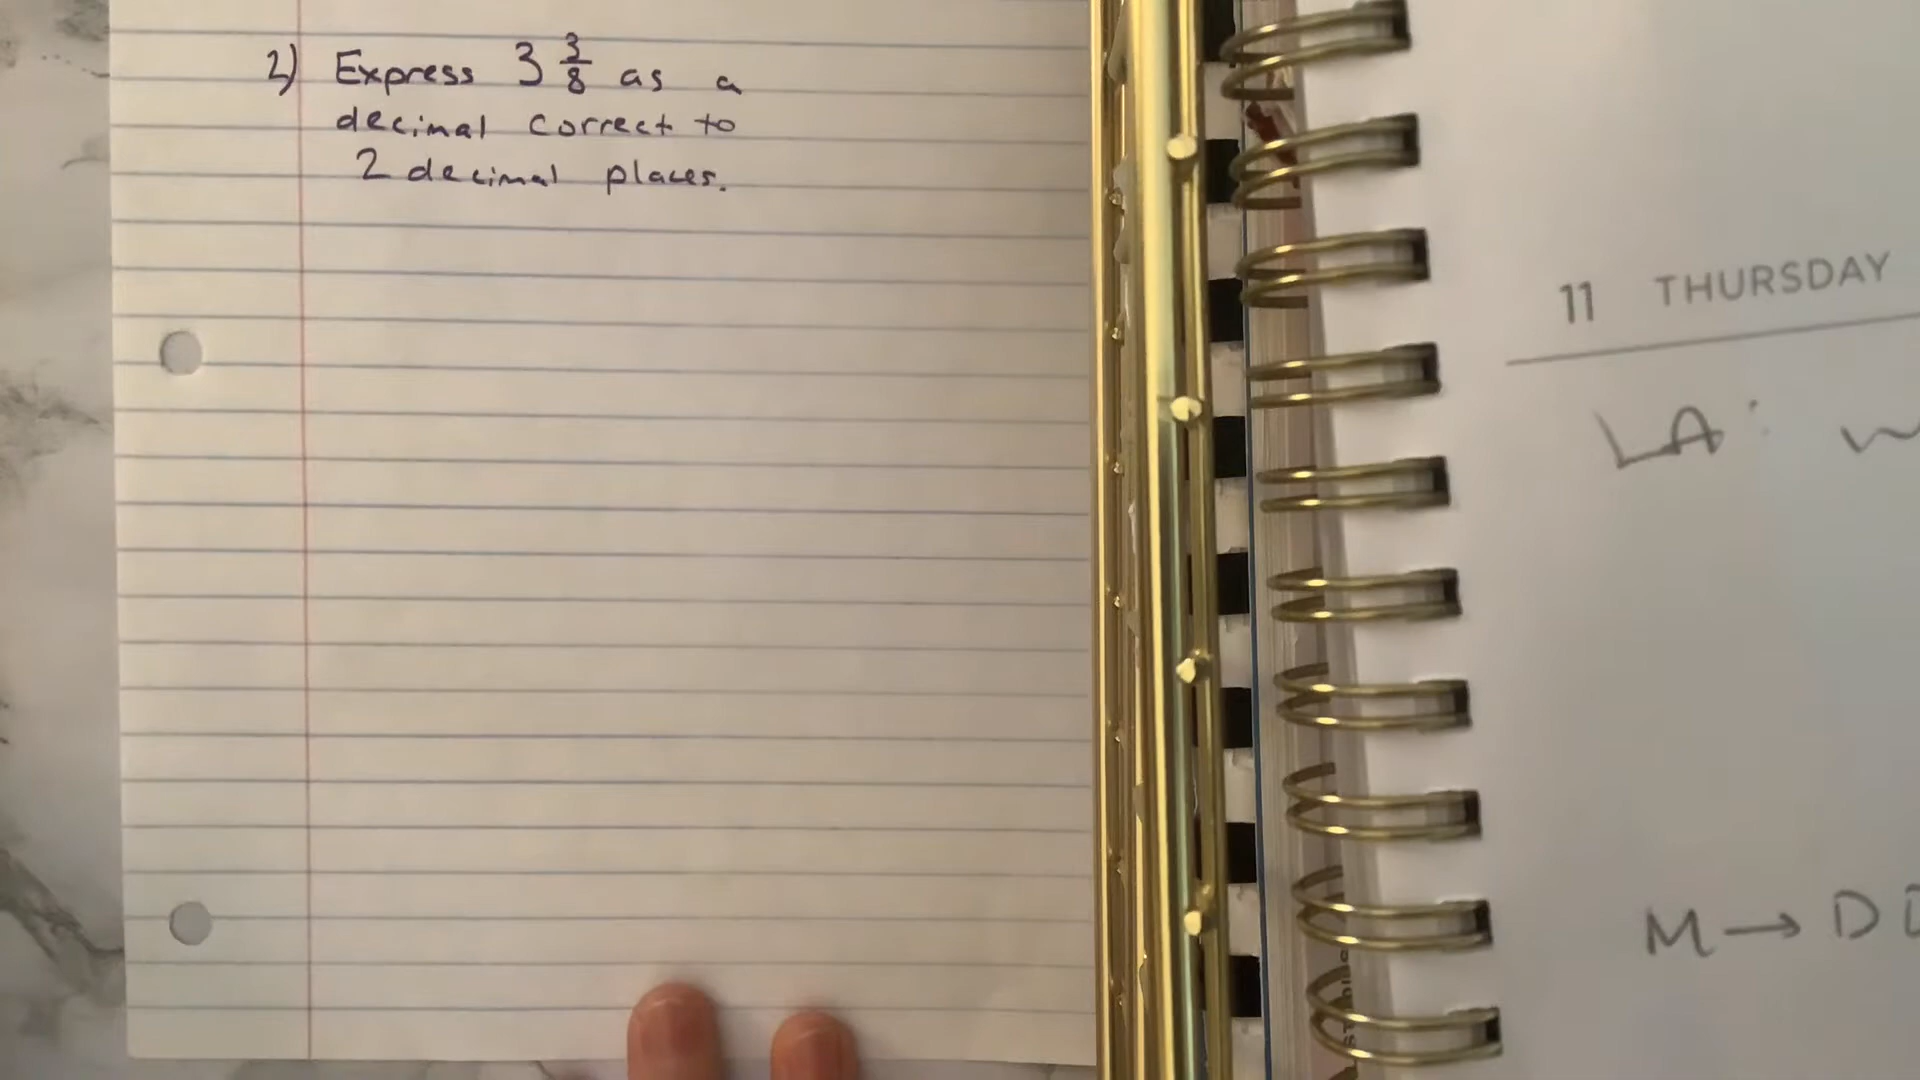 2) Express 3 3/8 as a
decimal correct to
2 decimal places.
11 THURSDAY
LA:
M → D